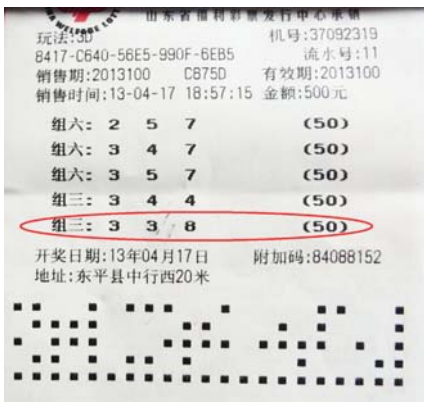 山东省福利彩票发行中心承销
玩法:3D 机号:37092319
8417-C640-56E5-990F-6EB5 流水号:11
销售期:2013100 C875D 有效期:2013100
销售时间:13-04-17 18:57:15 金额:500元
组六: 2 5 7 (50)
组六: 3 4 7 (50)
组六: 3 5 7 (50)
组三: 3 4 4 (50)
组三: 3 3 8 (50)
开奖日期:13年04月17日 附加码:84088152
地址:东平县中行西20米